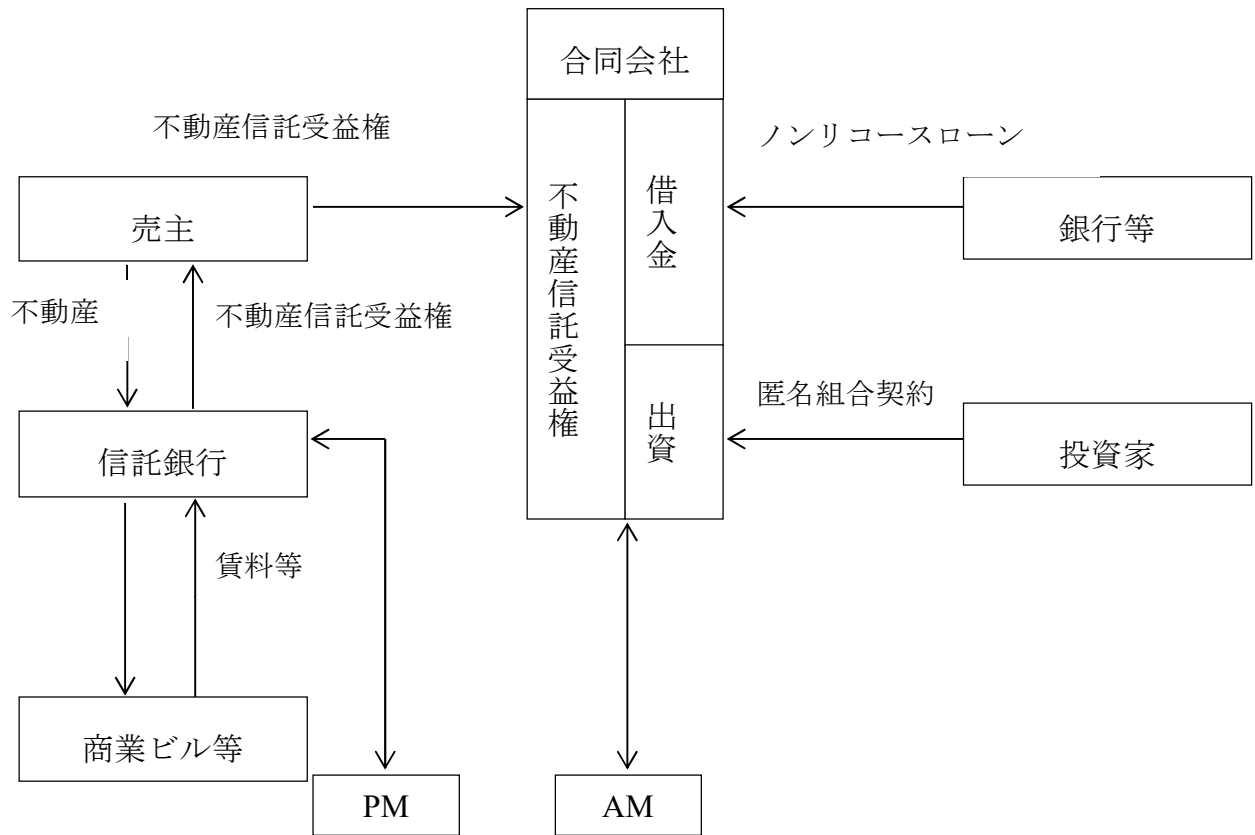 合同会社
不動産信託受益権
ノンリコースローン
売主
不動産信託受益権
借入金
銀行等
不動産
不動産信託受益権
匿名組合契約
出資
信託銀行
投資家
賃料等
商業ビル等
PM
AM